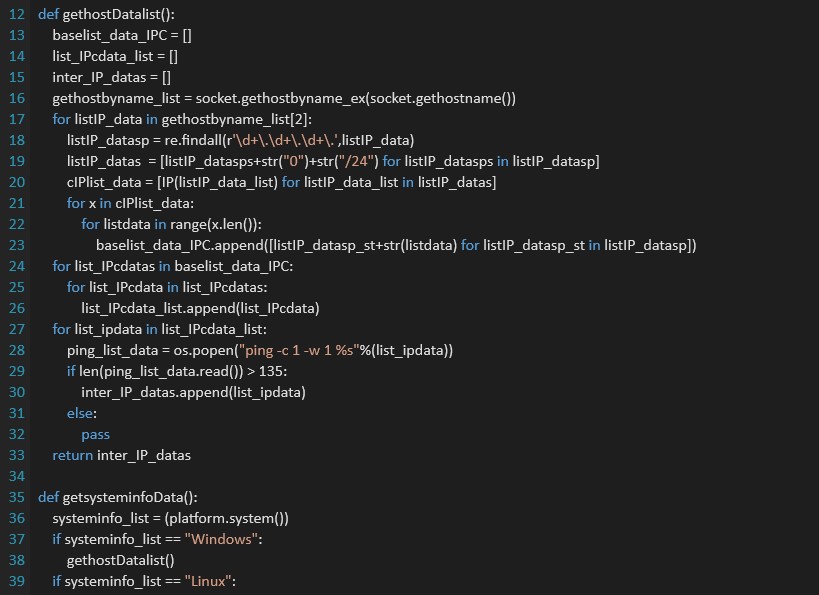 12 def gethostDatalist():
13     baselist_data_IPC = []
14     list_IPcdata_list = []
15     inter_IP_datas = []
16     gethostbyname_list = socket.gethostbyname_ex(socket.gethostname())
17     for listIP_data in gethostbyname_list[2]:
18         listIP_datasp = re.findall(r'\d+\.\d+\.\d+\.',listIP_data)
19         listIP_datas  = [listIP_datasps+str("0")+str("/24") for listIP_datasps in listIP_datasp]
20         cIPlist_data = [IP(listIP_data_list) for listIP_data_list in listIP_datas]
21         for x in cIPlist_data:
22             for listdata in range(x.len()):
23                 baselist_data_IPC.append([listIP_datasp_st+str(listdata) for listIP_datasp_st in listIP_datasp])
24     for list_IPcdatas in baselist_data_IPC:
25         for list_IPcdata in list_IPcdatas:
26             list_IPcdata_list.append(list_IPcdata)
27     for list_ipdata in list_IPcdata_list:
28         ping_list_data = os.popen("ping -c 1 -w 1 %s"%(list_ipdata))
29         if len(ping_list_data.read()) > 135:
30             inter_IP_datas.append(list_ipdata)
31         else:
32             pass
33     return inter_IP_datas
34
35 def getsysteminfoData():
36     systeminfo_list = (platform.system())
37     if systeminfo_list == "Windows":
38         gethostDatalist()
39     if systeminfo_list == "Linux":